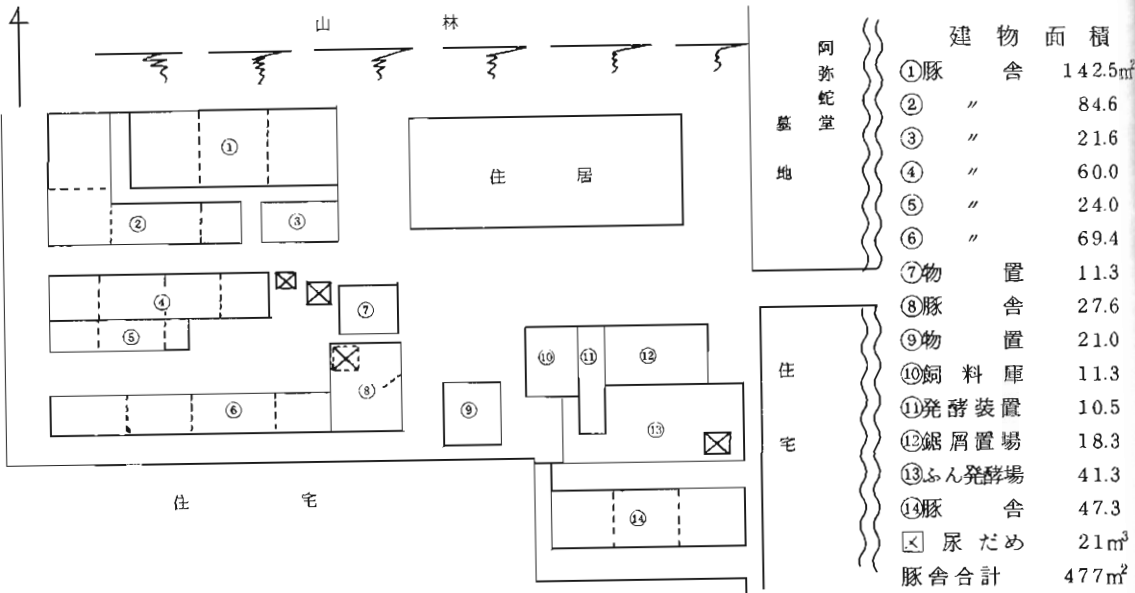 山林
阿弥蛇堂
墓地
①
住居
②
③
④
⑤
⑥
⑦
⑧
⑨
⑩
⑪
⑫
⑬
⑭
住宅
住宅
建物面積
①豚舎 142.5m²
② 〃 84.6
③ 〃 21.6
④ 〃 60.0
⑤ 〃 24.0
⑥ 〃 69.4
⑦物置 11.3
⑧豚舎 27.6
⑨物置 21.0
⑩飼料庫 11.3
⑪発酵装置 10.5
⑫鋸屑置場 18.3
⑬ふん発酵場 41.3
⑭豚舎 47.3
尿だめ 21m³
豚舎合計 477m²